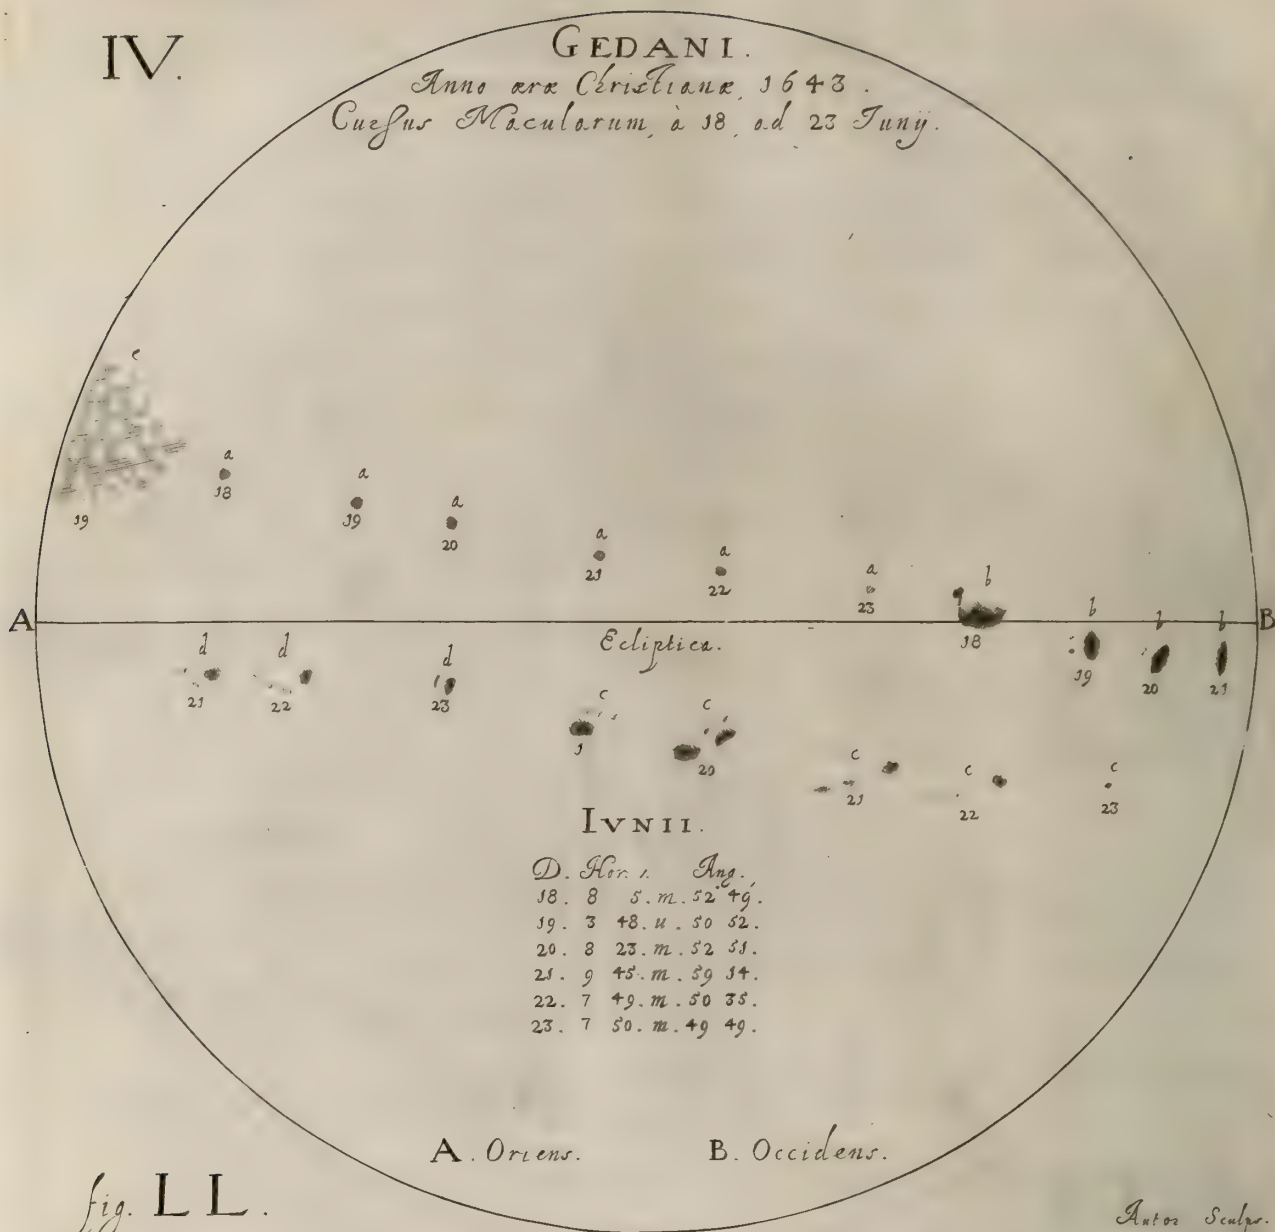 IV.
GEDANI.
Anno æræ Christianæ, 1643.
Cursus Macularum, à 18, ad 23 Junij.
e
19
a
18
a
19
a
20
a
21
a
22
a
23
b
18
b
19
b
20
b
21
A
B
Ecliptica.
d
21
d
22
d
23
c
1
c
20
c
21
c
22
c
23
IVNII.
D. Hor. Ang.
18. 8 5. m. 52 49.
19. 3 48. u. 50 52.
20. 8 23. m. 52 51.
21. 9 45. m. 59 14.
22. 7 49. m. 50 35.
23. 7 50. m. 49 49.
A. Oriens. B. Occidens.
fig. LL.
Autor Sculps.